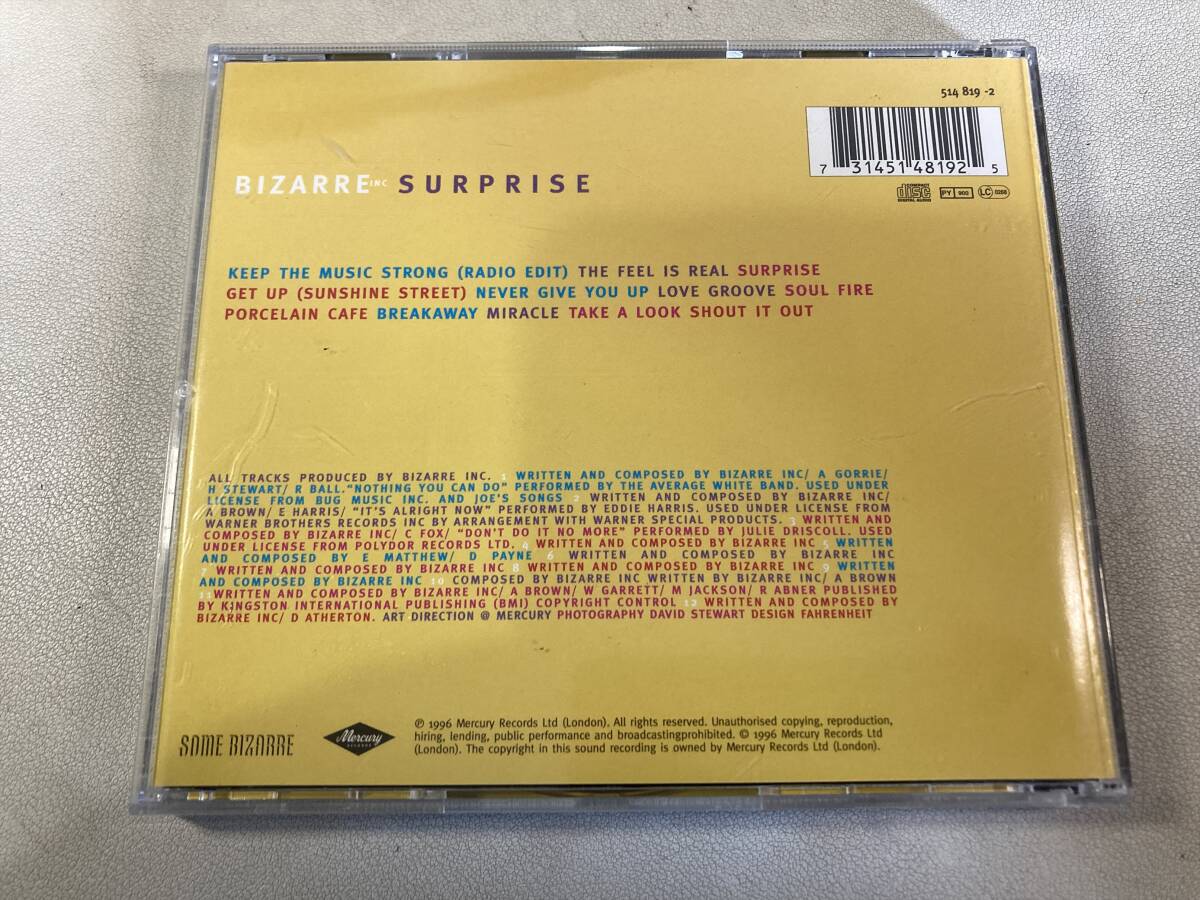 514 819 -2
7 31451 48192 5
BIZARRE INC SURPRISE
COMPACT disc DIGITAL AUDIO PY 900 LC 0268
KEEP THE MUSIC STRONG (RADIO EDIT) THE FEEL IS REAL SURPRISE
GET UP (SUNSHINE STREET) NEVER GIVE YOU UP LOVE GROOVE SOUL FIRE
PORCELAIN CAFE BREAKAWAY MIRACLE TAKE A LOOK SHOUT IT OUT
ALL TRACKS PRODUCED BY BIZARRE INC. 1 WRITTEN AND COMPOSED BY BIZARRE INC/ A GORRIE/
H STEWART/ R BALL."NOTHING YOU CAN DO" PERFORMED BY THE AVERAGE WHITE BAND. USED UNDER
LICENSE FROM BUG MUSIC INC. AND JOE'S SONGS 2 WRITTEN AND COMPOSED BY BIZARRE INC/
A BROWN/ E HARRIS/ "IT'S ALRIGHT NOW" PERFORMED BY EDDIE HARRIS. USED UNDER LICENSE FROM
WARNER BROTHERS RECORDS INC BY ARRANGEMENT WITH WARNER SPECIAL PRODUCTS. 3 WRITTEN AND
COMPOSED BY BIZARRE INC/ C FOX/ "DON'T DO IT NO MORE" PERFORMED BY JULIE DRISCOLL. USED
UNDER LICENSE FROM POLYDOR RECORDS LTD. 4 WRITTEN AND COMPOSED BY BIZARRE INC 5 WRITTEN
AND COMPOSED BY E MATTHEW/ D PAYNE 6 WRITTEN AND COMPOSED BY BIZARRE INC
7 WRITTEN AND COMPOSED BY BIZARRE INC 8 WRITTEN AND COMPOSED BY BIZARRE INC 9 WRITTEN
AND COMPOSED BY BIZARRE INC 10 COMPOSED BY BIZARRE INC WRITTEN BY BIZARRE INC/ A BROWN
11 WRITTEN AND COMPOSED BY BIZARRE INC/ A BROWN/ W GARRETT/ M JACKSON/ R ABNER PUBLISHED
BY KINGSTON INTERNATIONAL PUBLISHING (BMI) COPYRIGHT CONTROL 12 WRITTEN AND COMPOSED BY
BIZARRE INC/ D ATHERTON. ART DIRECTION @ MERCURY PHOTOGRAPHY DAVID STEWART DESIGN FAHRENHEIT
SOME BIZARRE
Mercury RECORDS
℗ 1996 Mercury Records Ltd (London). All rights reserved. Unauthorised copying, reproduction,
hiring, lending, public performance and broadcastingprohibited. © 1996 Mercury Records Ltd
(London). The copyright in this sound recording is owned by Mercury Records Ltd (London).